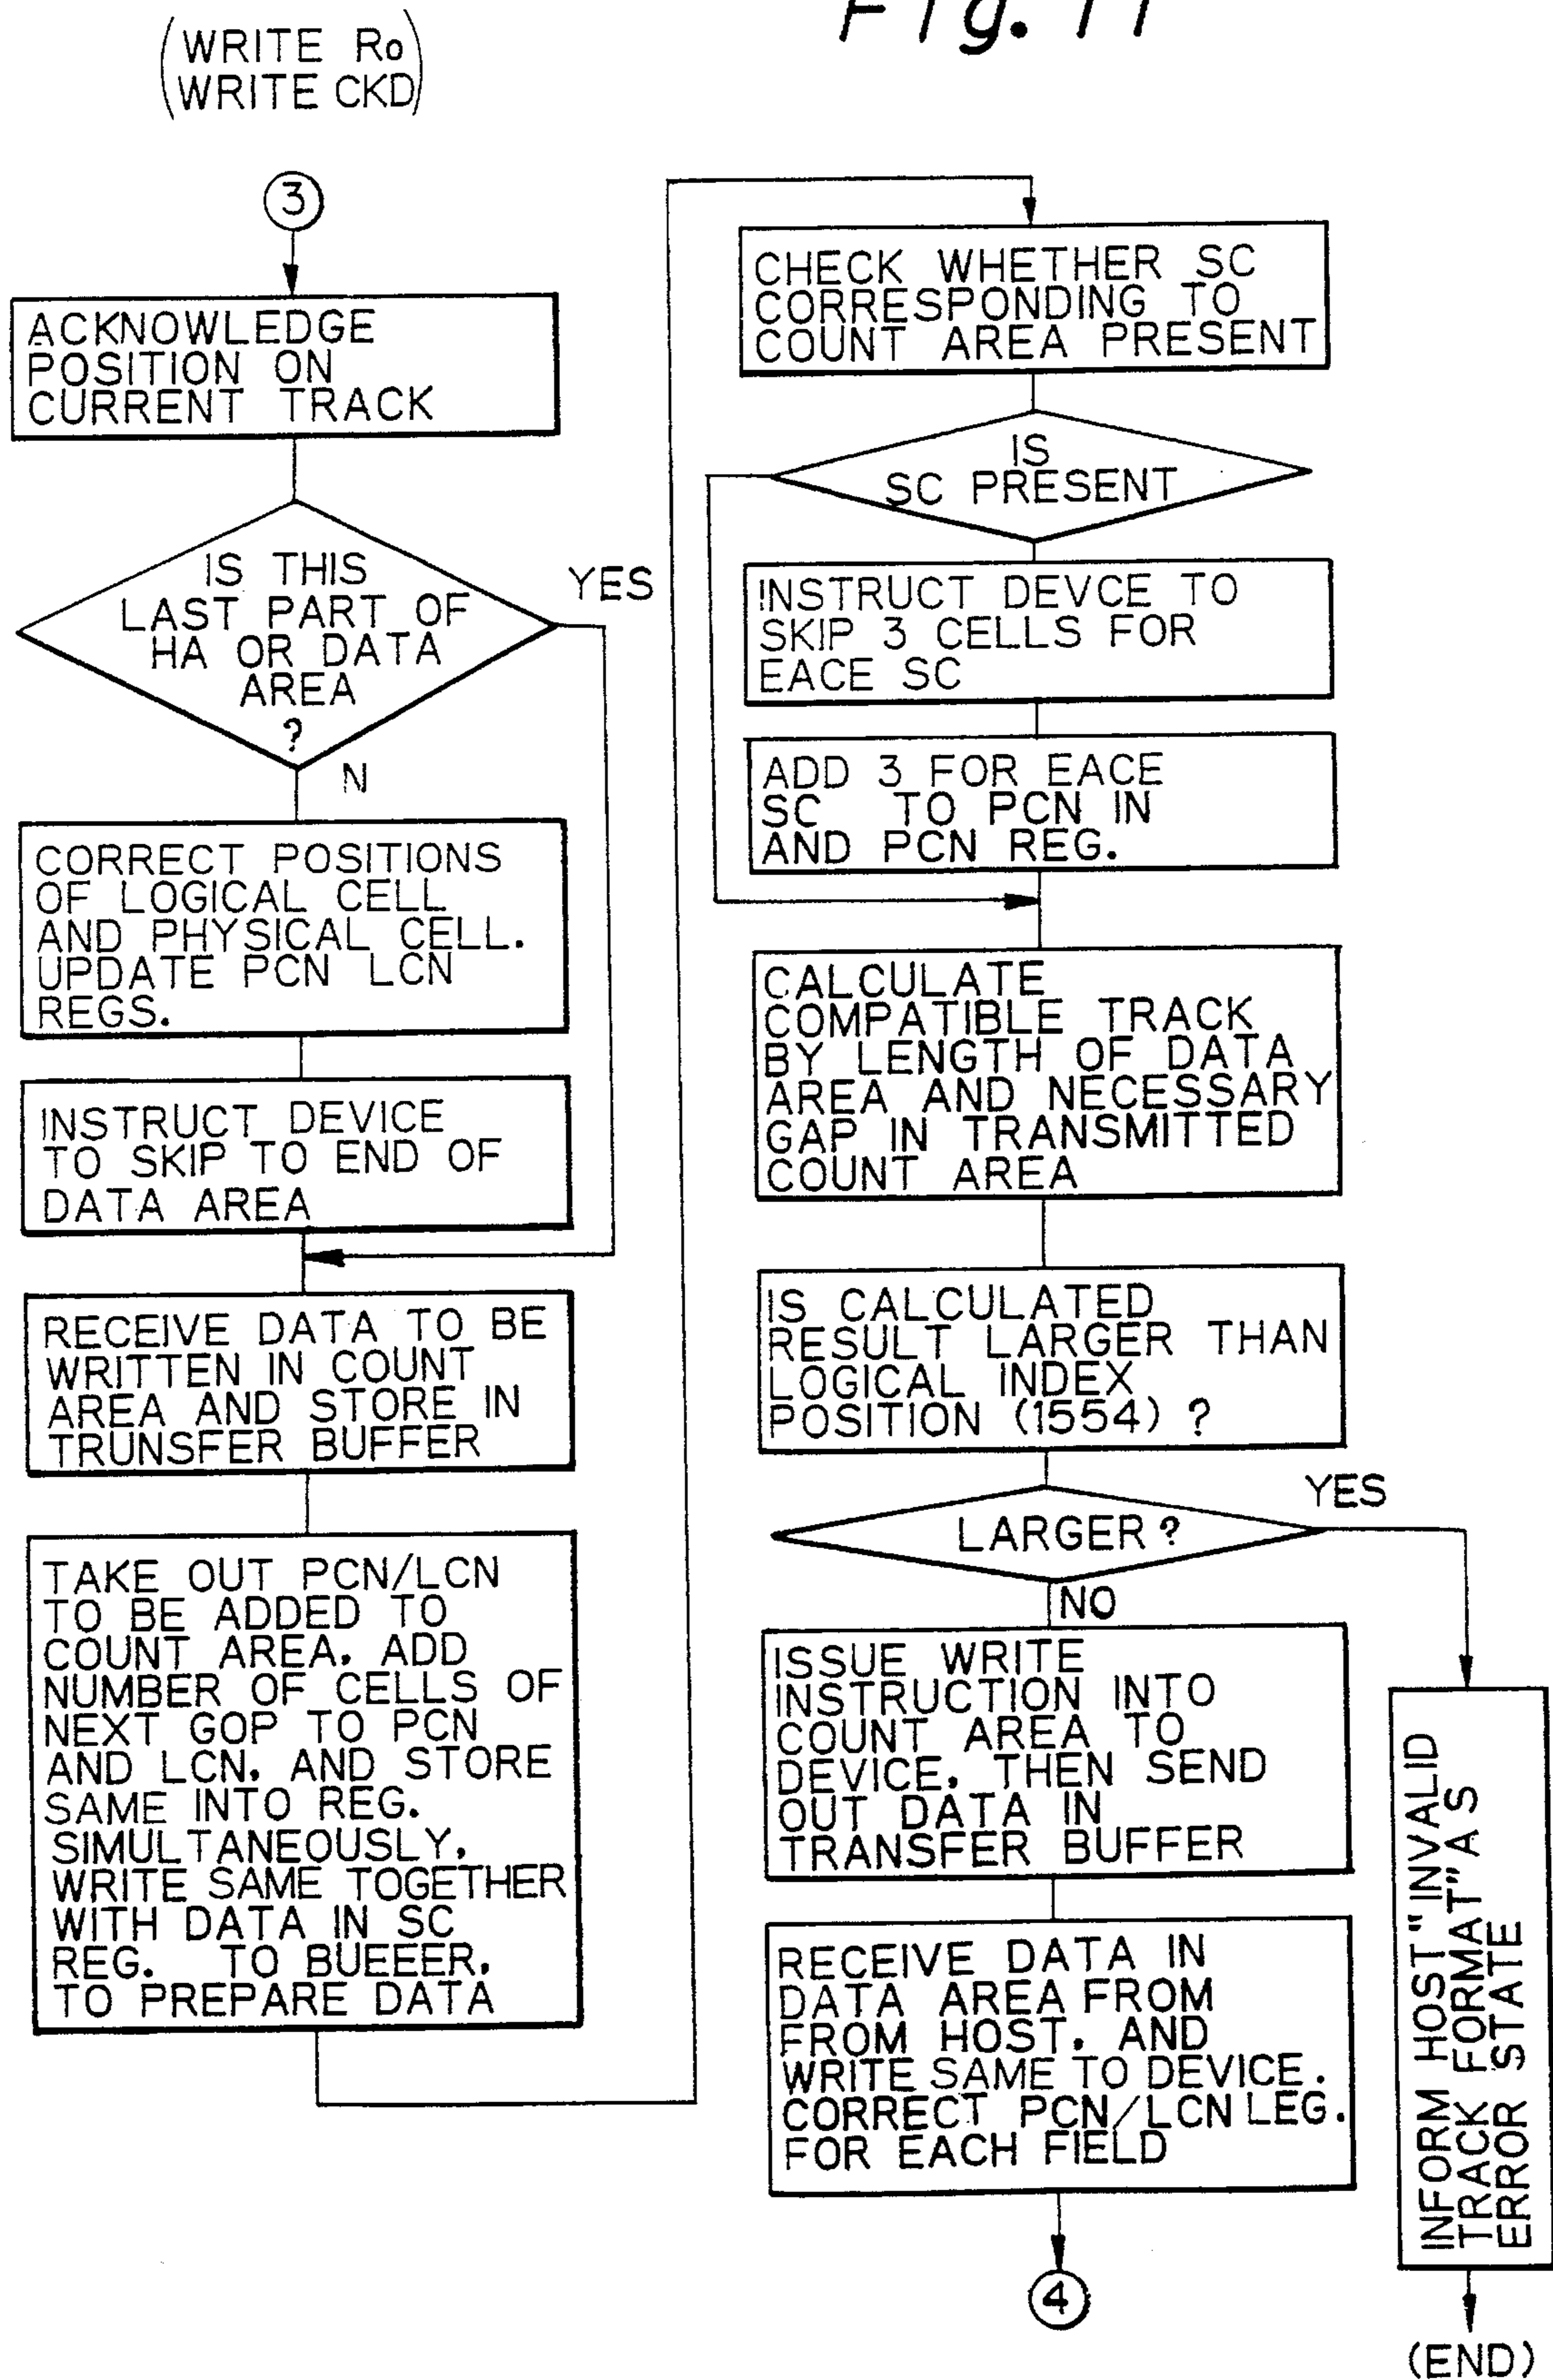 Fig. 11
(WRITE Ro
WRITE CKD)
3
ACKNOWLEDGE
POSITION ON
CURRENT TRACK
IS THIS
LAST PART OF
HA OR DATA
AREA
?
YES
N
CORRECT POSITIONS
OF LOGICAL CELL
AND PHYSICAL CELL.
UPDATE PCN LCN
REGS.
INSTRUCT DEVICE
TO SKIP TO END OF
DATA AREA
RECEIVE DATA TO BE
WRITTEN IN COUNT
AREA AND STORE IN
TRUNSFER BUFFER
TAKE OUT PCN/LCN
TO BE ADDED TO
COUNT AREA. ADD
NUMBER OF CELLS OF
NEXT GOP TO PCN
AND LCN. AND STORE
SAME INTO REG.
SIMULTANEOUSLY.
WRITE SAME TOGETHER
WITH DATA IN SC
REG. TO BUEEER.
TO PREPARE DATA
CHECK WHETHER SC
CORRESPONDING TO
COUNT AREA PRESENT
IS
SC PRESENT
INSTRUCT DEVCE TO
SKIP 3 CELLS FOR
EACE SC
ADD 3 FOR EACE
SC TO PCN IN
AND PCN REG.
CALCULATE
COMPATIBLE TRACK
BY LENGTH OF DATA
AREA AND NECESSARY
GAP IN TRANSMITTED
COUNT AREA
IS CALCULATED
RESULT LARGER THAN
LOGICAL INDEX
POSITION (1554) ?
LARGER ?
YES
NO
ISSUE WRITE
INSTRUCTION INTO
COUNT AREA TO
DEVICE. THEN SEND
OUT DATA IN
TRANSFER BUFFER
RECEIVE DATA IN
DATA AREA FROM
FROM HOST. AND
WRITE SAME TO DEVICE.
CORRECT PCN/LCN LEG.
FOR EACH FIELD
4
INFORM HOST "INVALID
TRACK FORMAT" AS
ERROR STATE
(END)